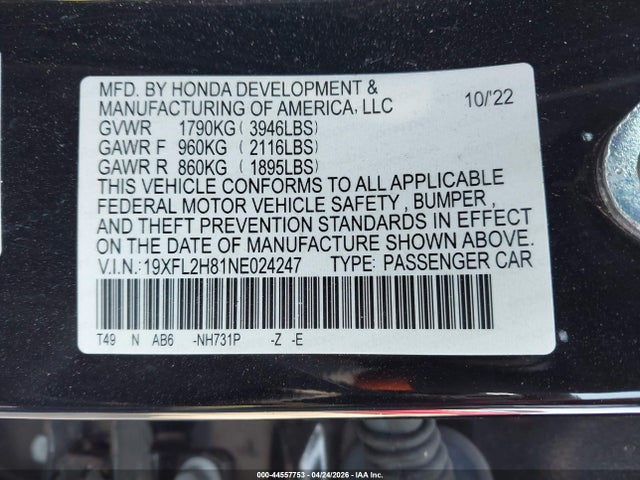 MFD. BY HONDA DEVELOPMENT &
MANUFACTURING OF AMERICA, LLC 10/'22
GVWR 1790KG ( 3946LBS)
GAWR F 960KG ( 2116LBS)
GAWR R 860KG ( 1895LBS)
THIS VEHICLE CONFORMS TO ALL APPLICABLE
FEDERAL MOTOR VEHICLE SAFETY , BUMPER ,
AND THEFT PREVENTION STANDARDS IN EFFECT
ON THE DATE OF MANUFACTURE SHOWN ABOVE.
V.I.N.:19XFL2H81NE024247 TYPE: PASSENGER CAR
T49 N AB6 -NH731P -Z -E
000-44557753 - 04/24/2026 - IAA Inc.